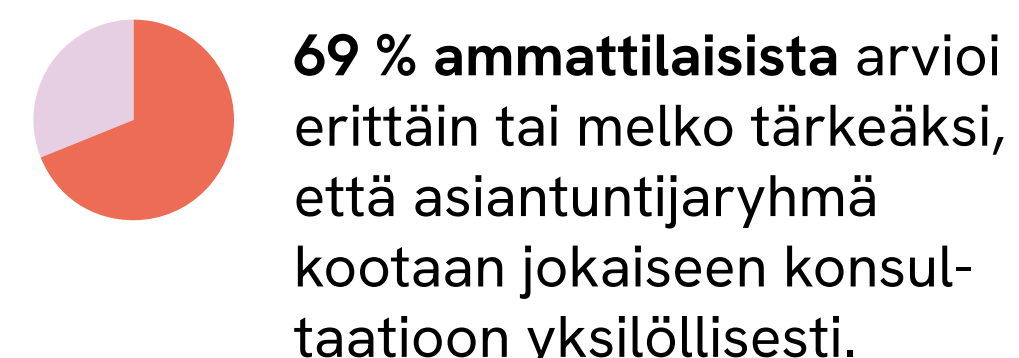 69 % ammattilaisista arvioi
erittäin tai melko tärkeäksi,
että asiantuntijaryhmä
kootaan jokaiseen konsul-
taatioon yksilöllisesti.